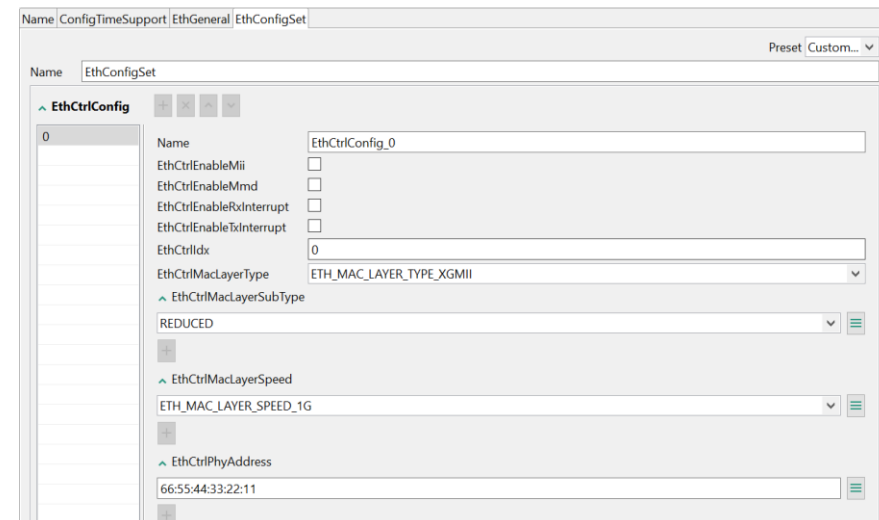 Name ConfigTimeSupport EthGeneral EthConfigSet
Preset Custom...
Name EthConfigSet
EthCtrlConfig
0
Name EthCtrlConfig_0
EthCtrlEnableMii
EthCtrlEnableMmd
EthCtrlEnableRxInterrupt
EthCtrlEnableTxInterrupt
EthCtrlIdx 0
EthCtrlMacLayerType ETH_MAC_LAYER_TYPE_XGMII
EthCtrlMacLayerSubType
REDUCED
EthCtrlMacLayerSpeed
ETH_MAC_LAYER_SPEED_1G
EthCtrlPhyAddress
66:55:44:33:22:11